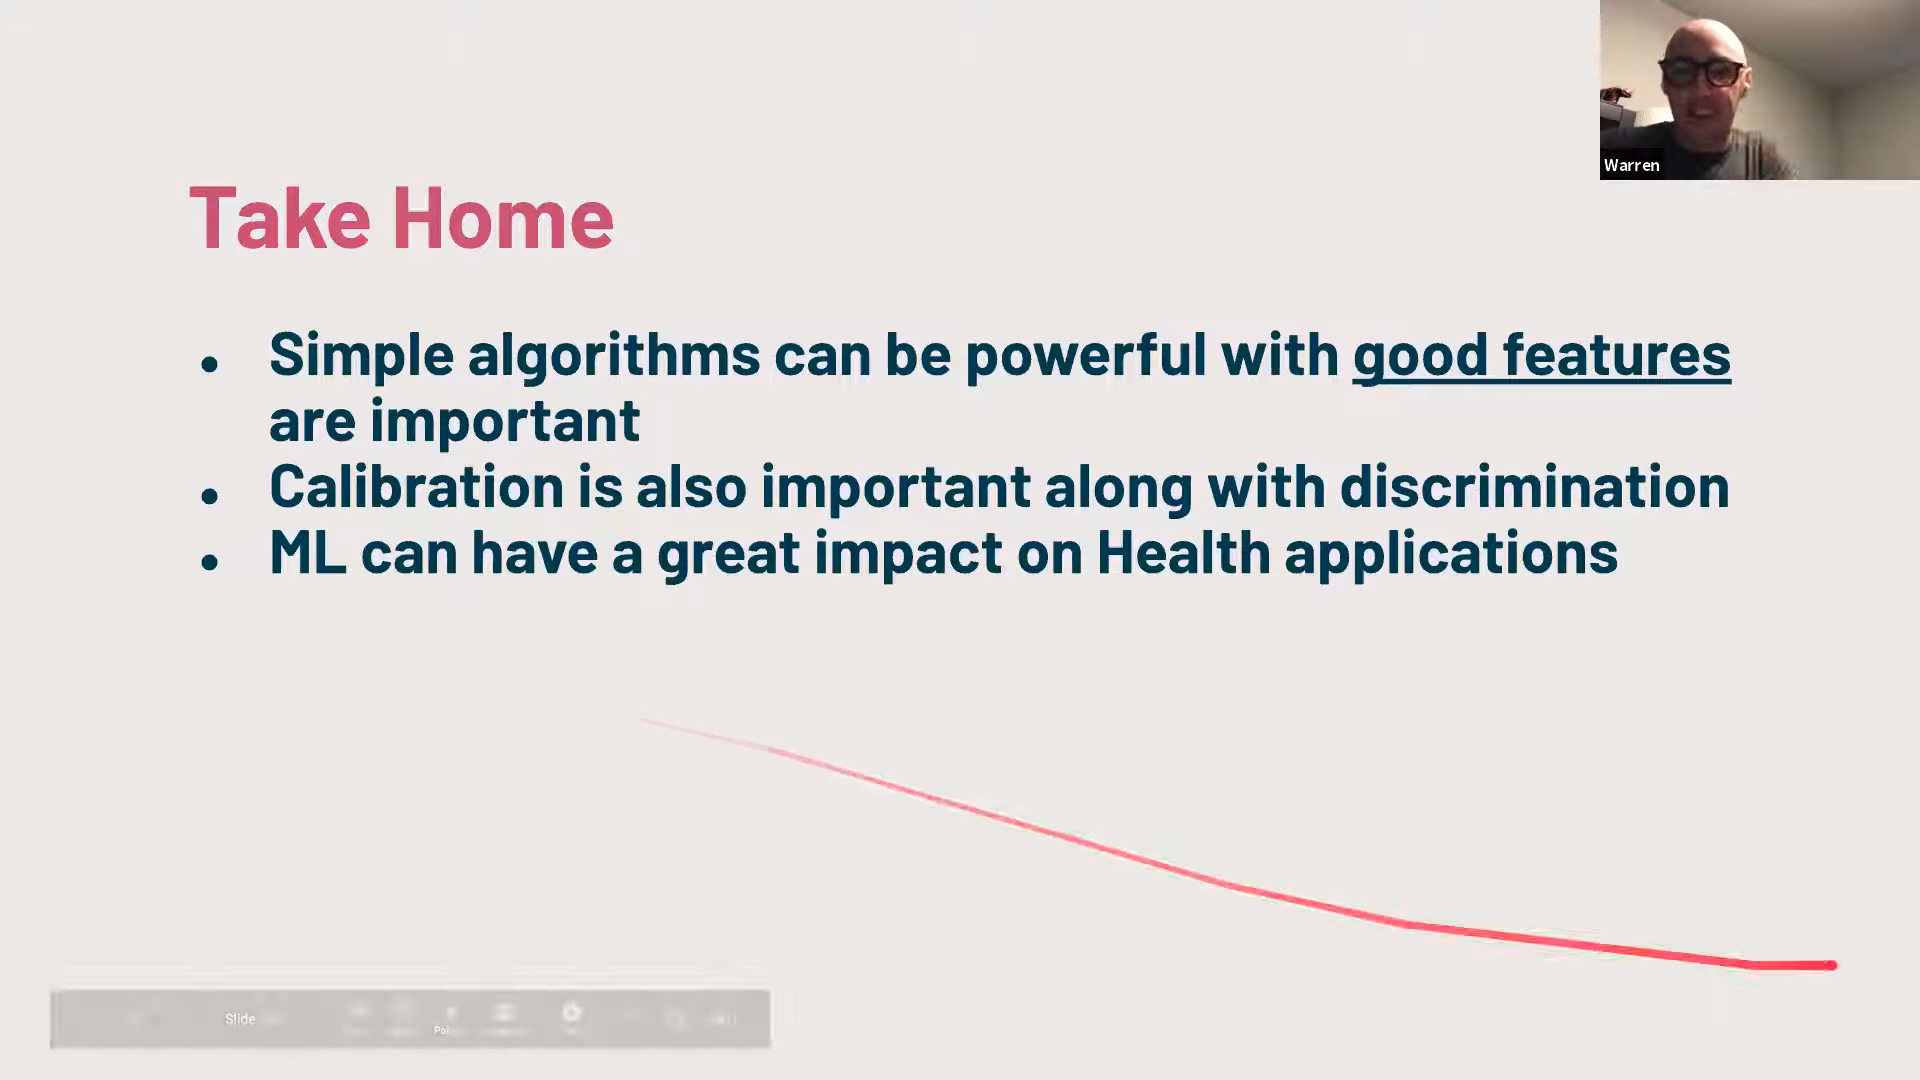 Warren
Take Home
• Simple algorithms can be powerful with good features
are important
• Calibration is also important along with discrimination
• ML can have a great impact on Health applications
Slide